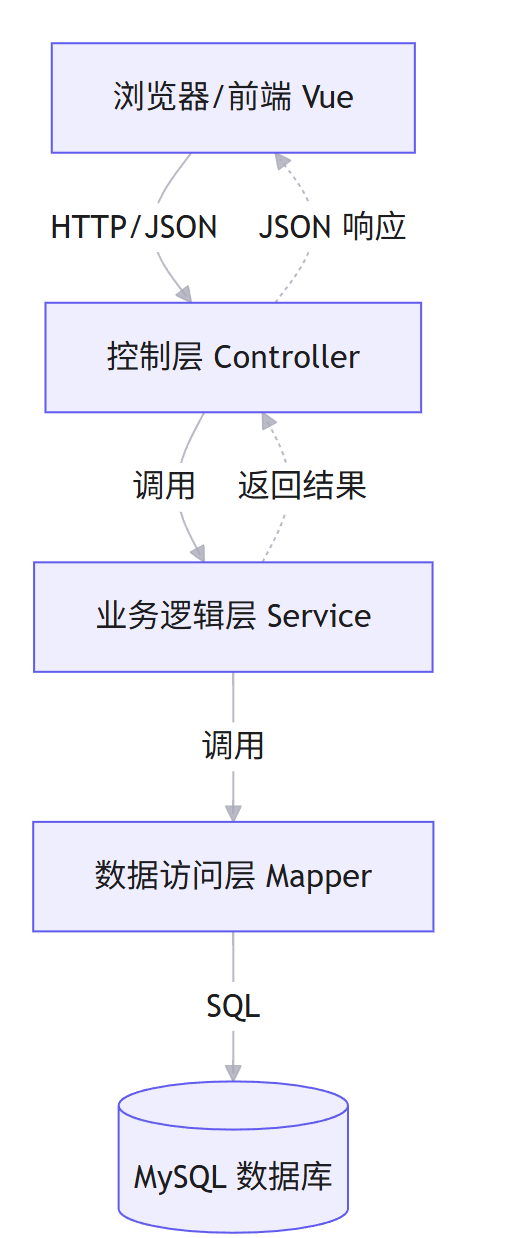 浏览器/前端 Vue
HTTP/JSON
JSON 响应
控制层 Controller
调用
返回结果
业务逻辑层 Service
调用
数据访问层 Mapper
SQL
MySQL 数据库